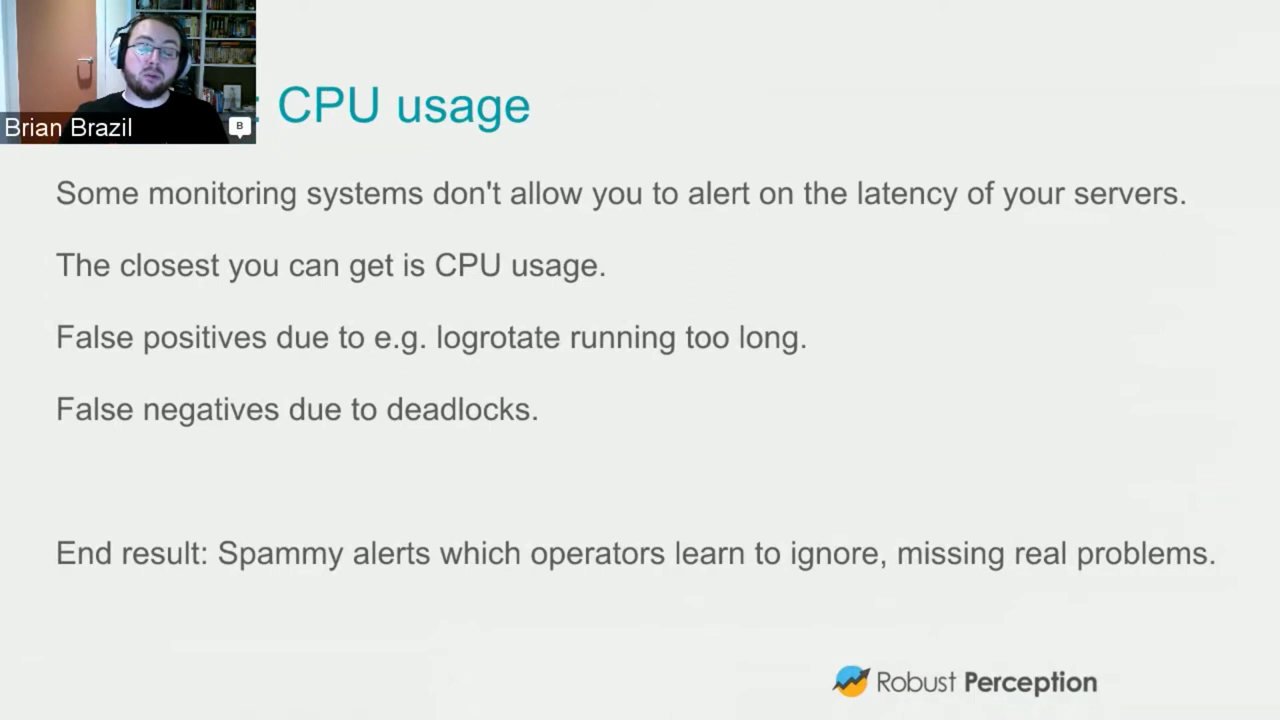 : CPU usage
Brian Brazil
B
Some monitoring systems don't allow you to alert on the latency of your servers.
The closest you can get is CPU usage.
False positives due to e.g. logrotate running too long.
False negatives due to deadlocks.
End result: Spammy alerts which operators learn to ignore, missing real problems.
Robust Perception